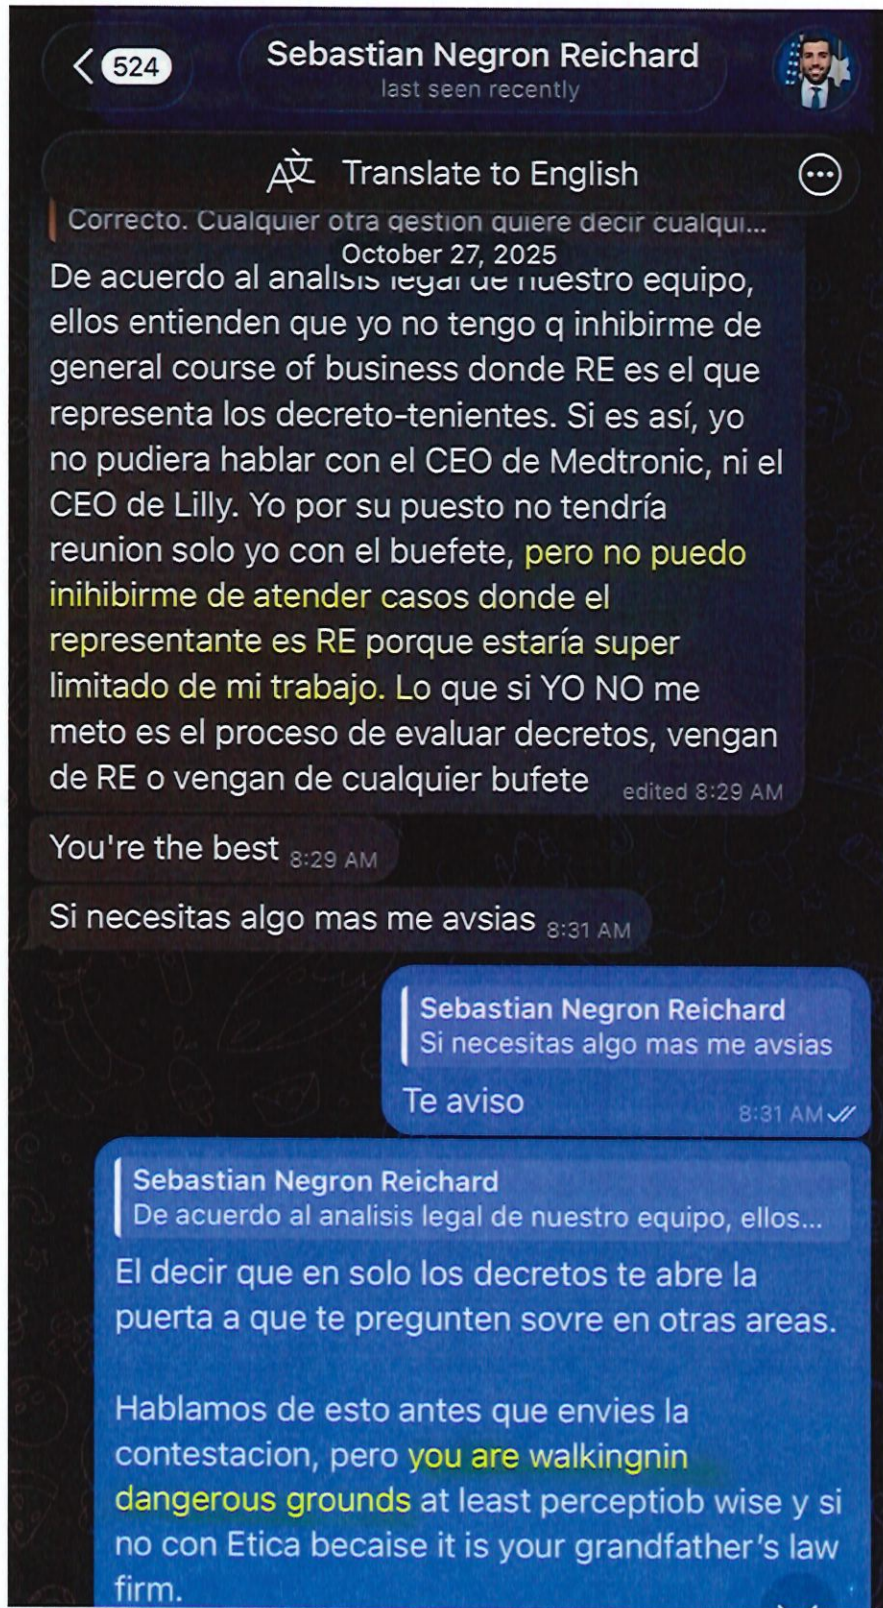 524
Sebastian Negron Reichard
last seen recently
Translate to English
Correcto. Cualquier otra gestion quiere decir cualqui...
October 27, 2025
De acuerdo al analisis legal de nuestro equipo,
ellos entienden que yo no tengo q inhibirme de
general course of business donde RE es el que
representa los decreto-tenientes. Si es así, yo
no pudiera hablar con el CEO de Medtronic, ni el
CEO de Lilly. Yo por su puesto no tendría
reunion solo yo con el buefete, pero no puedo
inihibirme de atender casos donde el
representante es RE porque estaría super
limitado de mi trabajo. Lo que si YO NO me
meto es el proceso de evaluar decretos, vengan
de RE o vengan de cualquier bufete edited 8:29 AM
You're the best 8:29 AM
Si necesitas algo mas me avsias 8:31 AM
Sebastian Negron Reichard
Si necesitas algo mas me avsias
Te aviso 8:31 AM
Sebastian Negron Reichard
De acuerdo al analisis legal de nuestro equipo, ellos...
El decir que en solo los decretos te abre la
puerta a que te pregunten sovre en otras areas.
Hablamos de esto antes que envies la
contestacion, pero you are walkingnin
dangerous grounds at least perceptiob wise y si
no con Etica becaise it is your grandfather's law
firm.